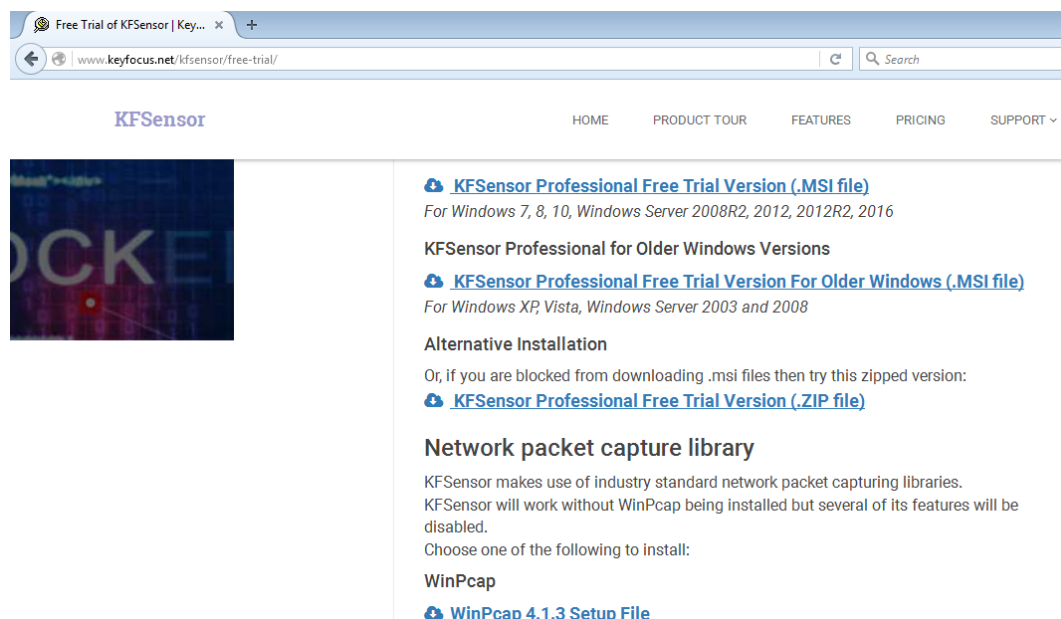 Free Trial of KFSensor | Key...
www.keyfocus.net/kfsensor/free-trial/
Search
KFSensor
HOME
PRODUCT TOUR
FEATURES
PRICING
SUPPORT
OCKE
KFSensor Professional Free Trial Version (.MSI file)
For Windows 7, 8, 10, Windows Server 2008R2, 2012, 2012R2, 2016
KFSensor Professional for Older Windows Versions
KFSensor Professional Free Trial Version For Older Windows (.MSI file)
For Windows XP, Vista, Windows Server 2003 and 2008
Alternative Installation
Or, if you are blocked from downloading .msi files then try this zipped version:
KFSensor Professional Free Trial Version (.ZIP file)
Network packet capture library
KFSensor makes use of industry standard network packet capturing libraries.
KFSensor will work without WinPcap being installed but several of its features will be
disabled.
Choose one of the following to install:
WinPcap
WinPcap 4.1.3 Setup File